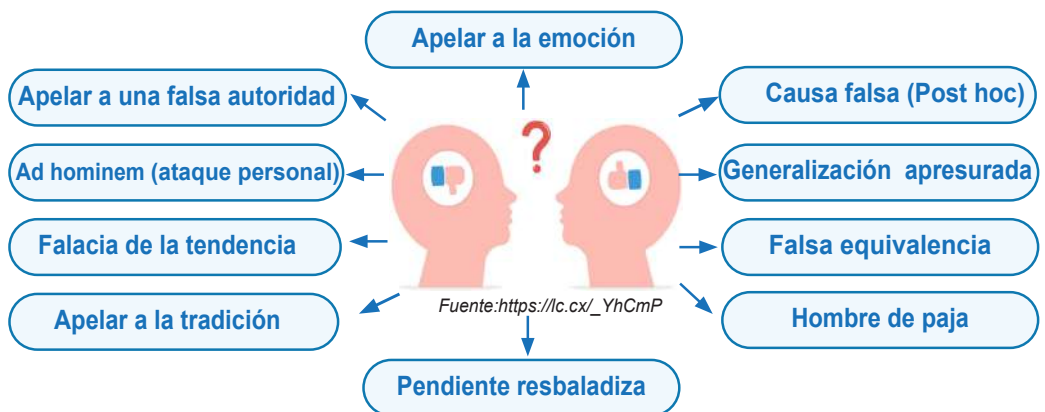 Apelar a la emoción
Apelar a una falsa autoridad
Causa falsa (Post hoc)
?
Ad hominem (ataque personal)
Generalización apresurada
Falacia de la tendencia
Falsa equivalencia
Apelar a la tradición
Fuente:https://lc.cx/_YhCmP
Hombre de paja
Pendiente resbaladiza